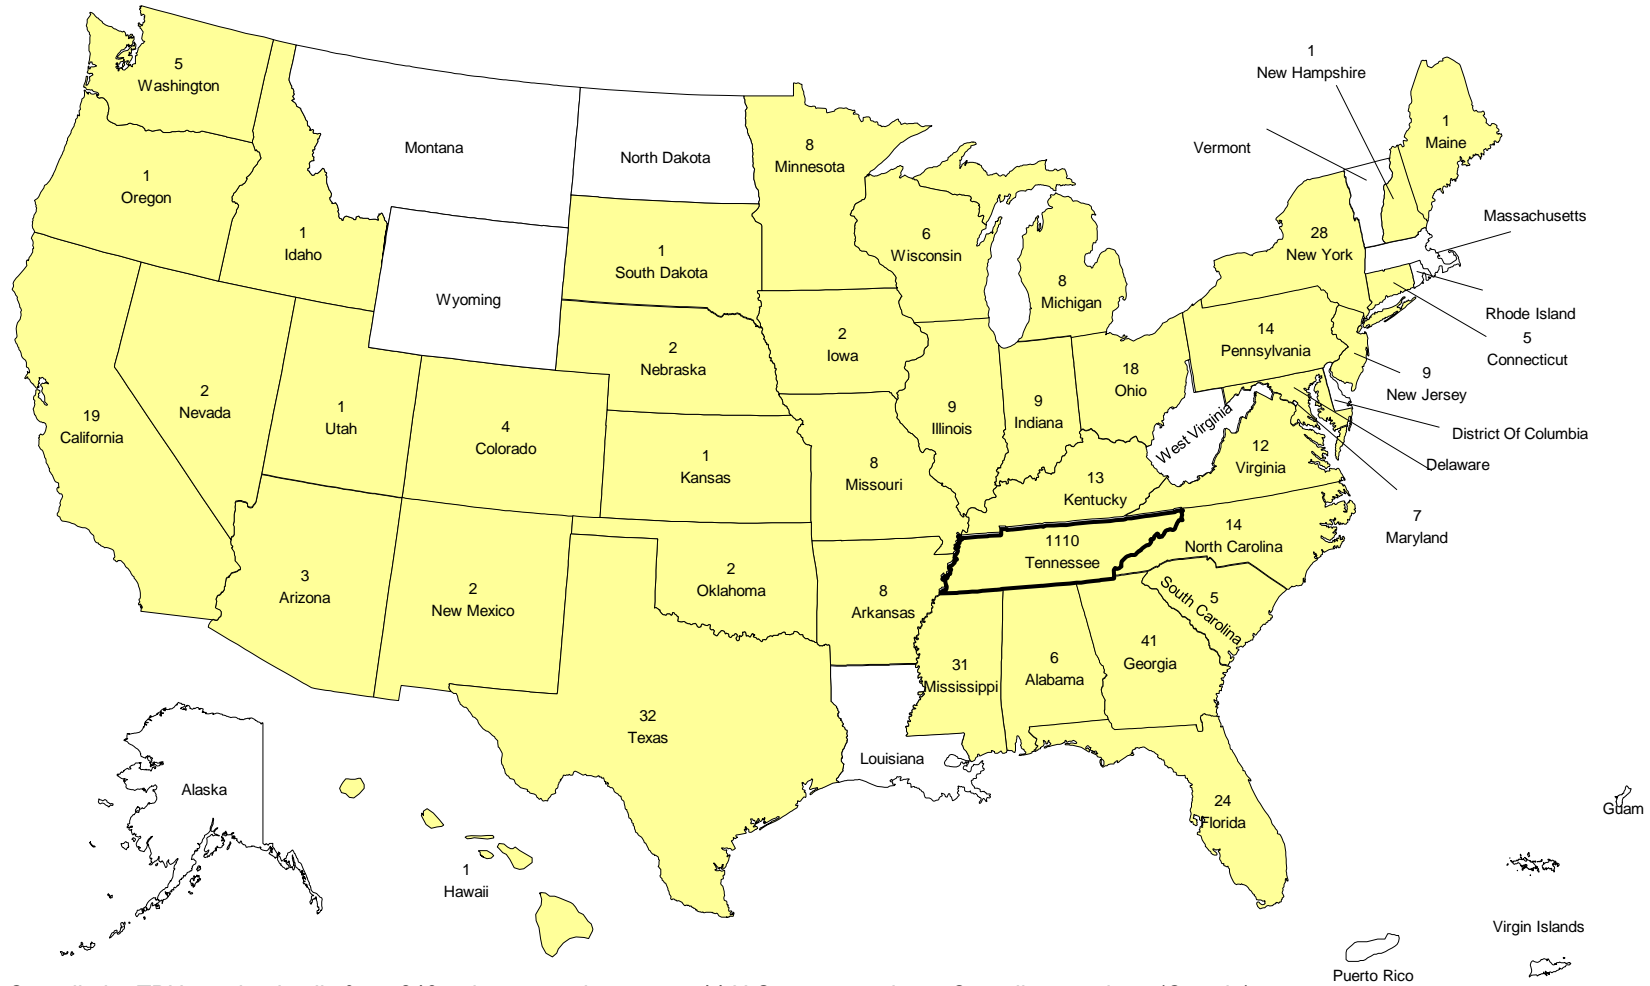 1
New Hampshire
5
Washington
1
Maine
Montana
North Dakota
8
Minnesota
Vermont
1
Oregon
Massachusetts
1
Idaho
1
South Dakota
6
Wisconsin
28
New York
8
Michigan
Wyoming
Rhode Island
5
Connecticut
2
Nebraska
2
Iowa
14
Pennsylvania
18
Ohio
9
New Jersey
19
California
2
Nevada
1
Utah
4
Colorado
9
Illinois
9
Indiana
West Virginia
District Of Columbia
12
Virginia
Delaware
1
Kansas
8
Missouri
13
Kentucky
7
Maryland
14
North Carolina
1110
Tennessee
3
Arizona
2
New Mexico
2
Oklahoma
8
Arkansas
5
South Carolina
31
Mississippi
6
Alabama
41
Georgia
32
Texas
Louisiana
Alaska
24
Florida
Guam
1
Hawaii
Virgin Islands
Puerto Rico